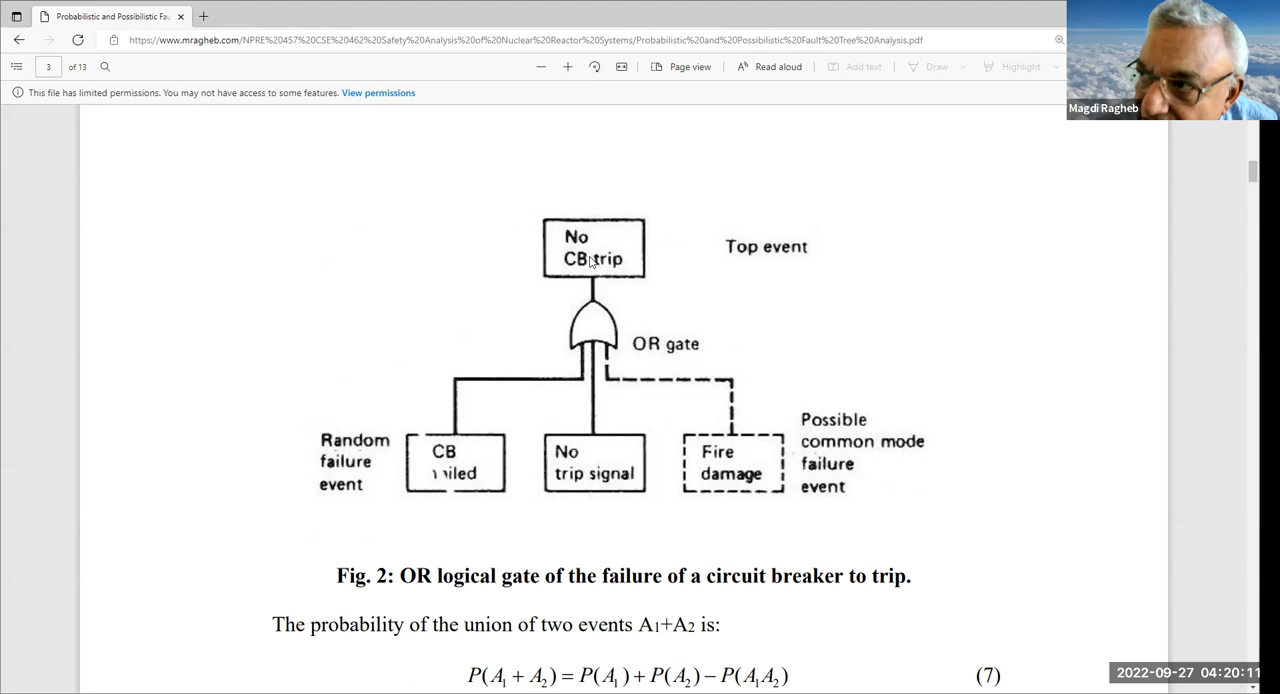 Probabilistic and Possibilistic Fau
https://www.mragheb.com/NPRE%20457%20CSE%20462%20Safety%20Analysis%20of%20Nuclear%20Reactor%20Systems/Probabilistic%20and%20Possibilistic%20Fault%20Tree%20Analysis.pdf
3 of 13
Page view
Read aloud
Add text
Draw
Highlight
This file has limited permissions. You may not have access to some features. View permissions
Magdi Ragheb
No
CB trip
Top event
OR gate
Random
failure
event
CB
No
trip signal
Fire
damage
Possible
common mode
failure
event
Fig. 2: OR logical gate of the failure of a circuit breaker to trip.
The probability of the union of two events A₁+A₂ is:
P(A₁ + A₂) = P(A₁) + P(A₂) − P(A₁A₂) (7)
2022-09-27 04:20:11